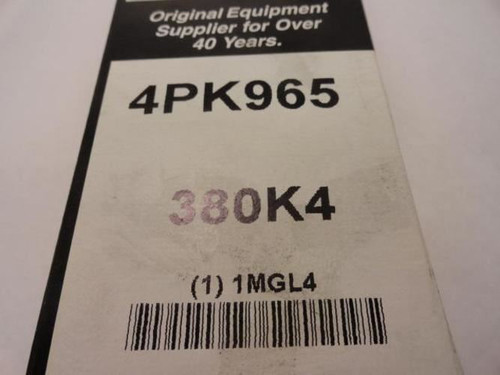 Original Equipment
Supplier for Over
40 Years.
4PK965
380K4
(1) 1MGL4